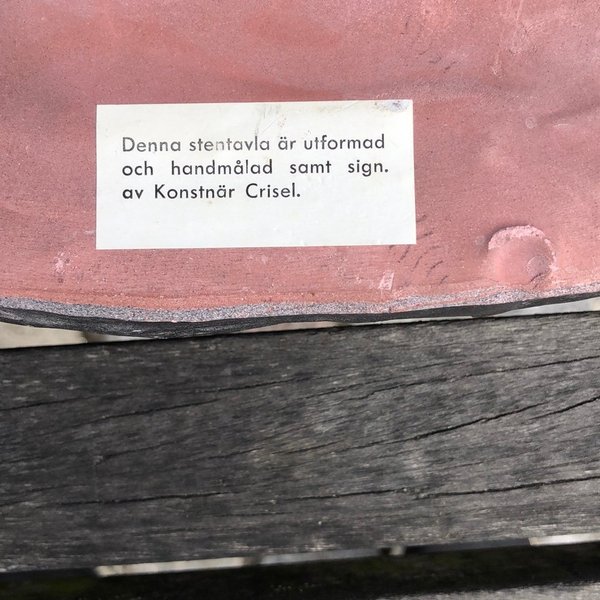 Denna stentavla är utformad
och handmålad samt sign.
av Konstnär Crisel.